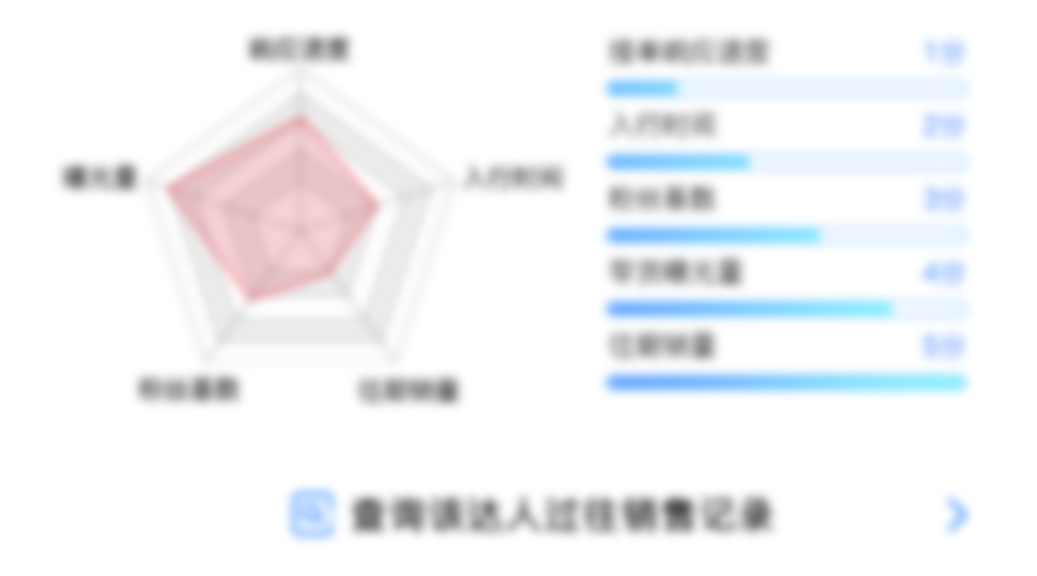 响应速度
曝光量
入行时间
粉丝基数
往期销量
接单响应速度 1分
入行时间 2分
粉丝基数 3分
带货曝光量 4分
往期销量 5分
查询该达人过往销售记录